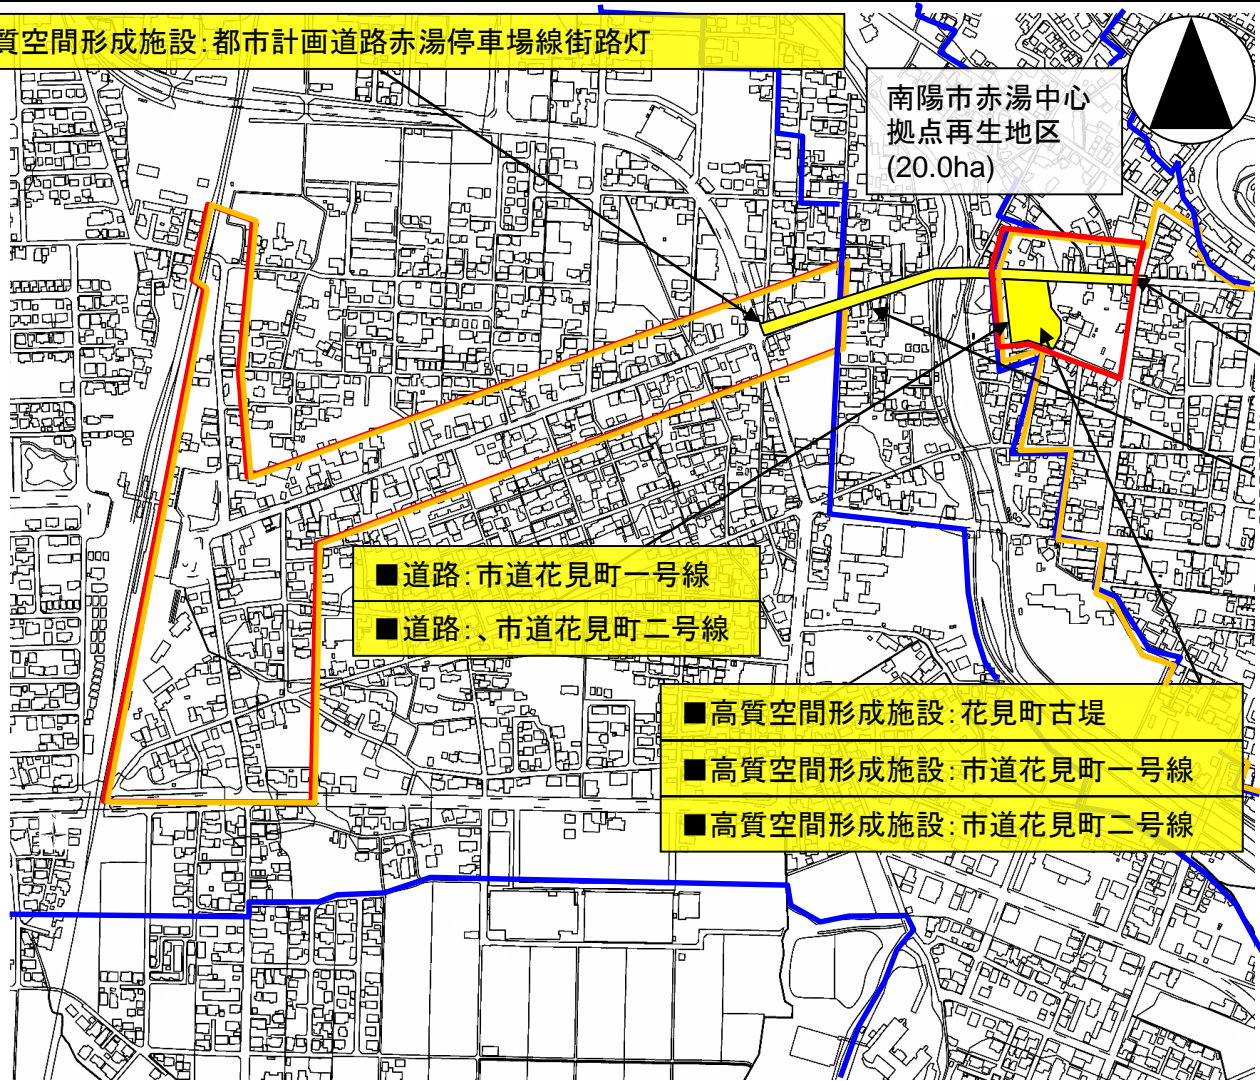 質空間形成施設：都市計画道路赤湯停車場線街路灯
南陽市赤湯中心
拠点再生地区
(20.0ha)
■道路：市道花見町一号線
■道路：、市道花見町二号線
■高質空間形成施設：花見町古堤
■高質空間形成施設：市道花見町一号線
■高質空間形成施設：市道花見町二号線